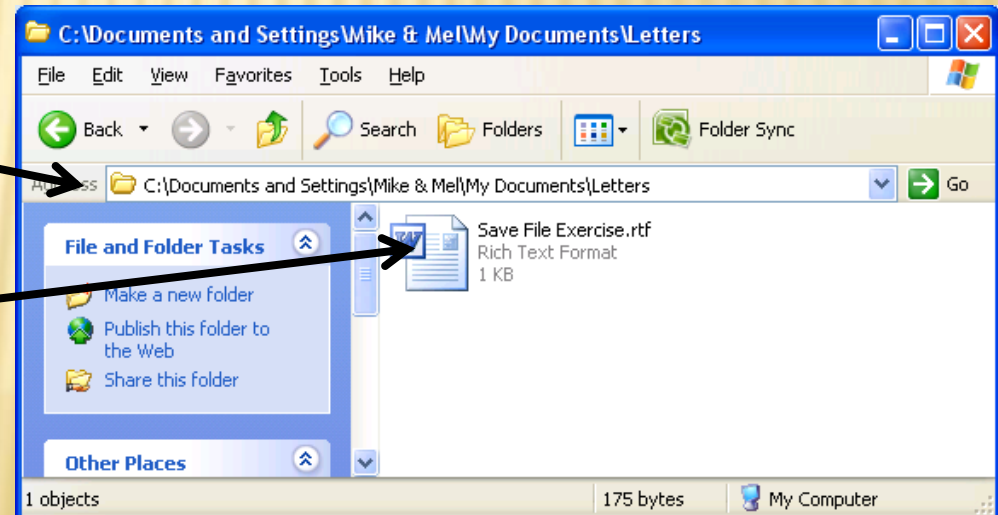 C:\Documents and Settings\Mike & Mel\My Documents\Letters
File Edit View Favorites Tools Help
Back Search Folders Folder Sync
C:\Documents and Settings\Mike & Mel\My Documents\Letters Go
File and Folder Tasks
Make a new folder
Publish this folder to
the Web
Share this folder
Other Places
Save File Exercise.rtf
Rich Text Format
1 KB
1 objects 175 bytes My Computer